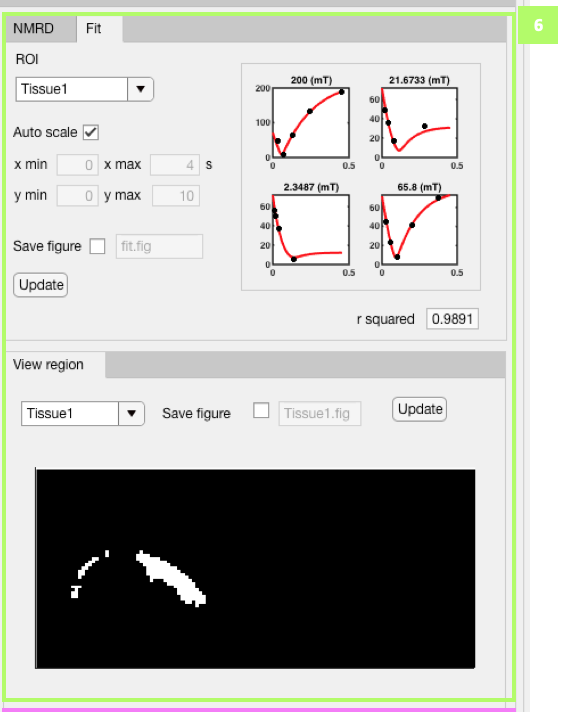 NMRD Fit
6
ROI
Tissue1
Auto scale
x min 0 x max 4 s
y min 0 y max 10
Save figure fit.fig
Update
200 (mT)
200
100
0
0 0.5
21.6733 (mT)
60
40
20
0
0 0.5
2.3487 (mT)
60
40
20
0
0 0.5
65.8 (mT)
60
40
20
0
0 0.5
r squared 0.9891
View region
Tissue1 Save figure Tissue1.fig Update